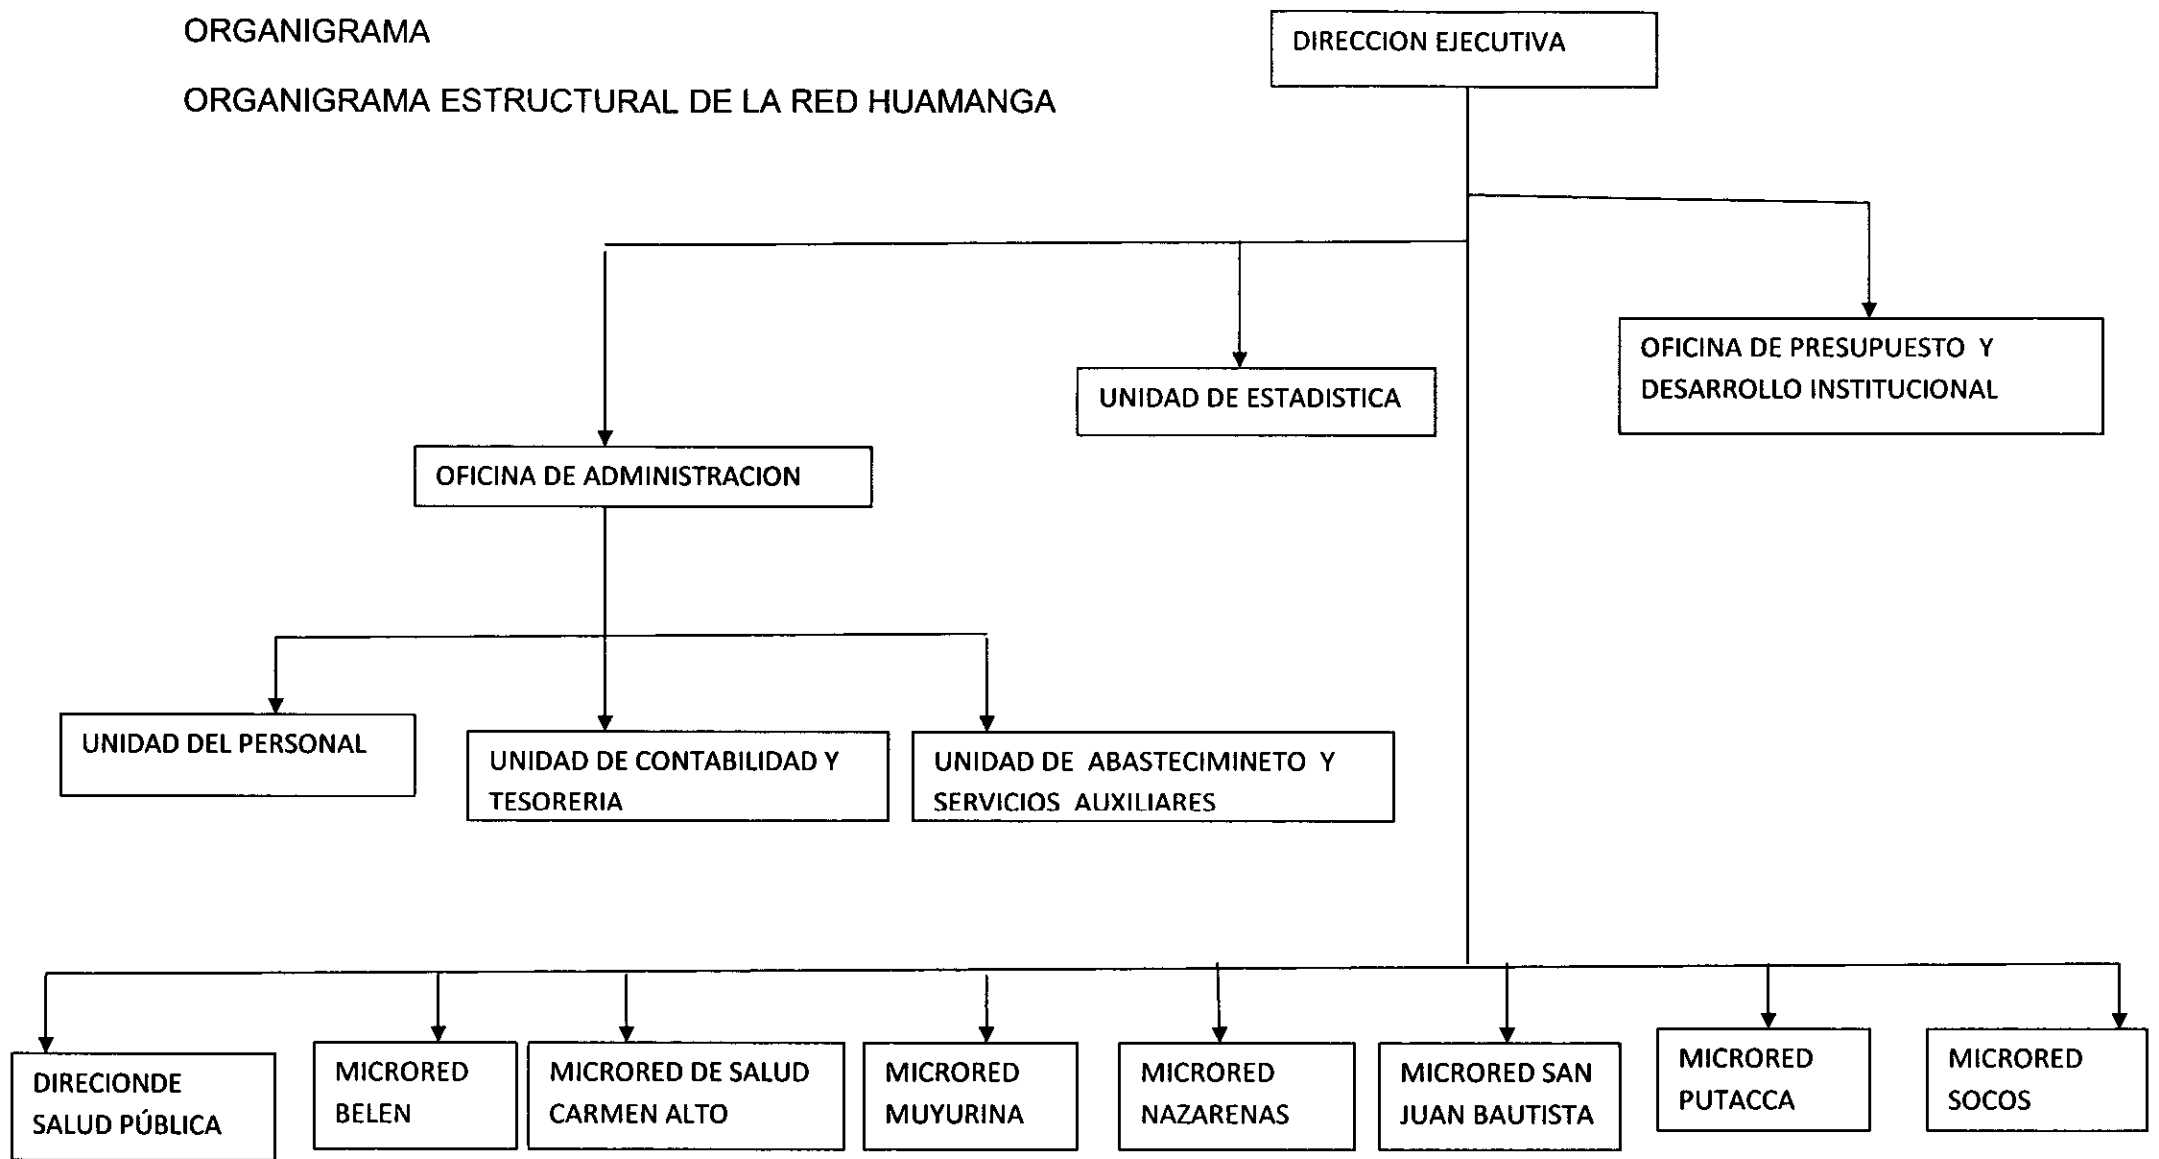 ORGANIGRAMA
ORGANIGRAMA ESTRUCTURAL DE LA RED HUAMANGA
DIRECCION EJECUTIVA
OFICINA DE PRESUPUESTO Y
DESARROLLO INSTITUCIONAL
UNIDAD DE ESTADISTICA
OFICINA DE ADMINISTRACION
UNIDAD DEL PERSONAL
UNIDAD DE CONTABILIDAD Y
TESORERIA
UNIDAD DE ABASTECIMINETO Y
SERVICIOS AUXILIARES
DIRECIONDE
SALUD PÚBLICA
MICRORED
BELEN
MICRORED DE SALUD
CARMEN ALTO
MICRORED
MUYURINA
MICRORED
NAZARENAS
MICRORED SAN
JUAN BAUTISTA
MICRORED
PUTACCA
MICRORED
SOCOS